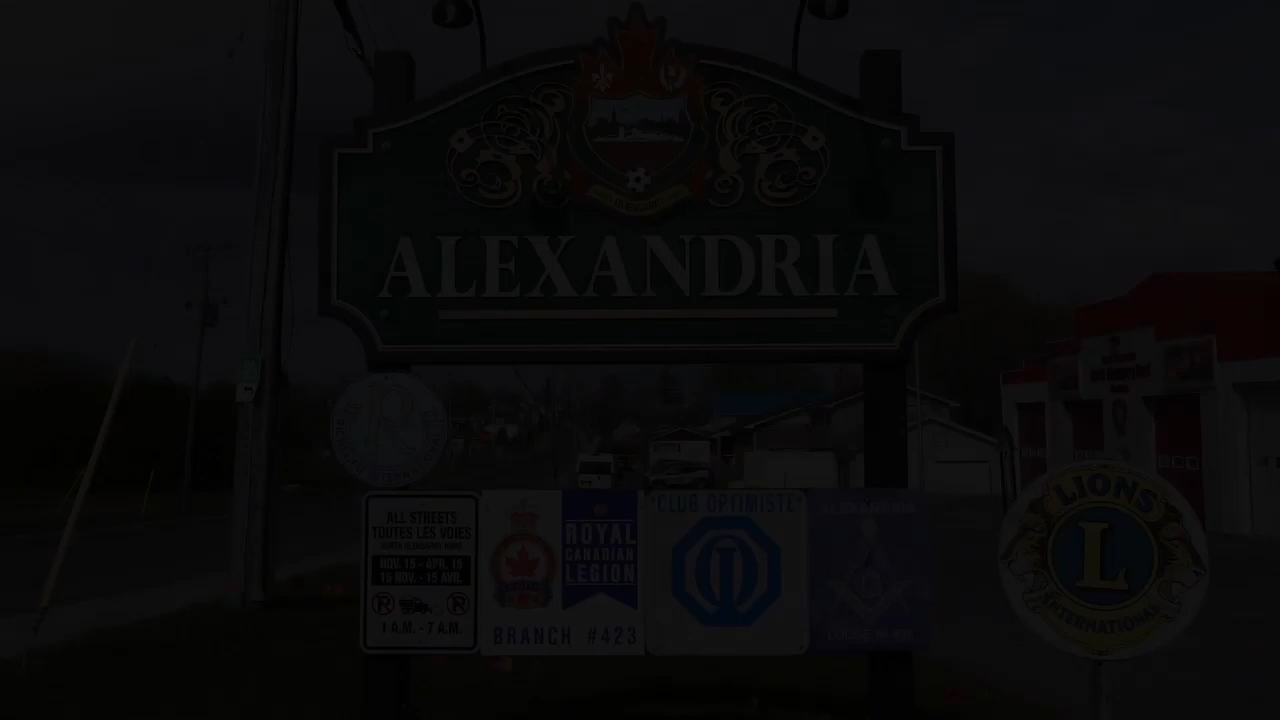 ALEXANDRIA
ALL STREETS
TOUTES LES VOIES
NOV. 15 - APR. 15
15 NOV. - 15 AVR.
1 A.M. - 7 A.M.
ROYAL
CANADIAN
LEGION
BRANCH #423
CLUB OPTIMISTE
ALEXANDRIA
LIONS
L
INTERNATIONAL